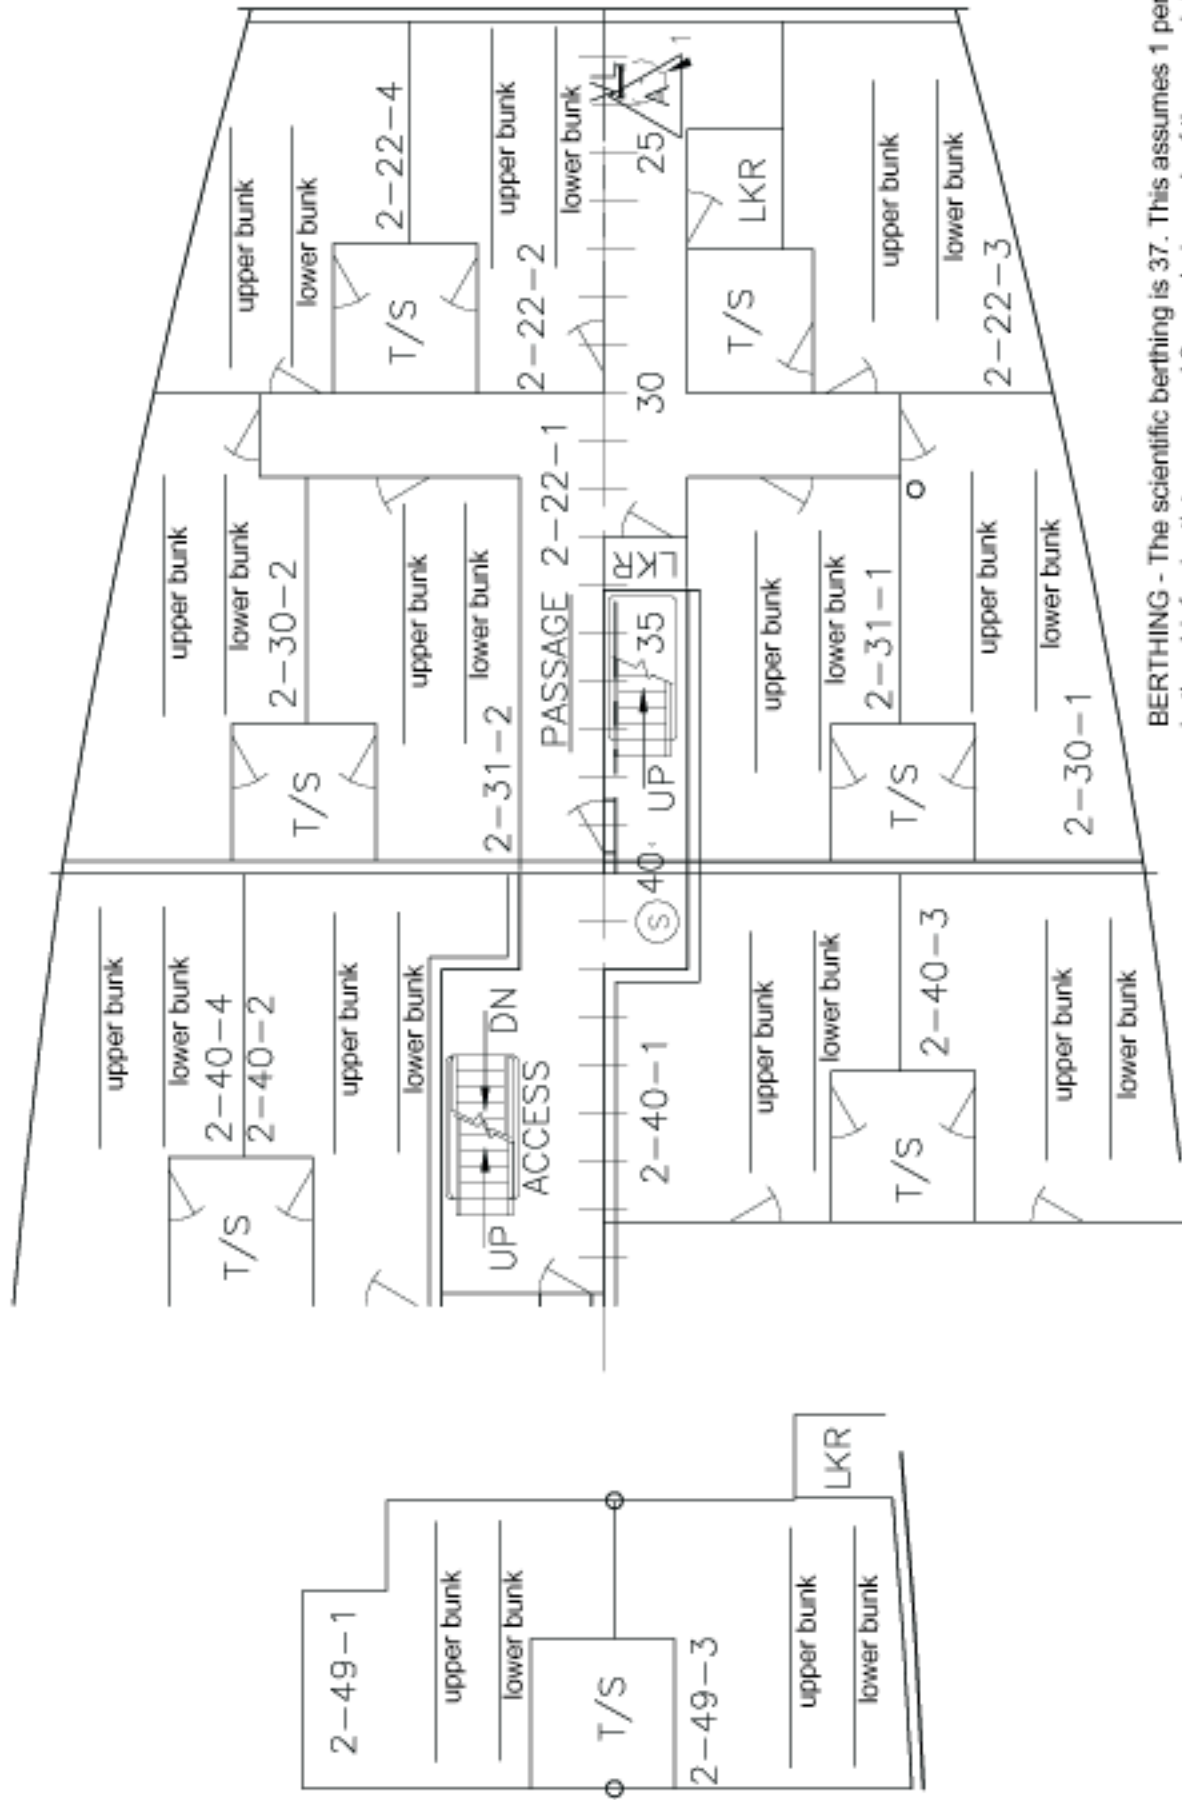 upper bunk
lower bunk
2-40-4
2-40-2
T/S
upper bunk
lower bunk
upper bunk
lower bunk
2-30-2
T/S
upper bunk
lower bunk
2-31-2
upper bunk
lower bunk
2-22-4
T/S
upper bunk
lower bunk
2-22-2
UP
DN
ACCESS
PASSAGE 2-22-1
2-49-1
upper bunk
lower bunk
T/S
2-49-3
upper bunk
lower bunk
LKR
2-40-1
S
40
UP
35
LKR
30
25
A
1
upper bunk
lower bunk
T/S
2-40-3
upper bunk
lower bunk
upper bunk
lower bunk
2-31-1
T/S
upper bunk
lower bunk
2-30-1
T/S
LKR
upper bunk
lower bunk
2-22-3
BERTHING - The scientific berthing is 37. This assumes 1 per